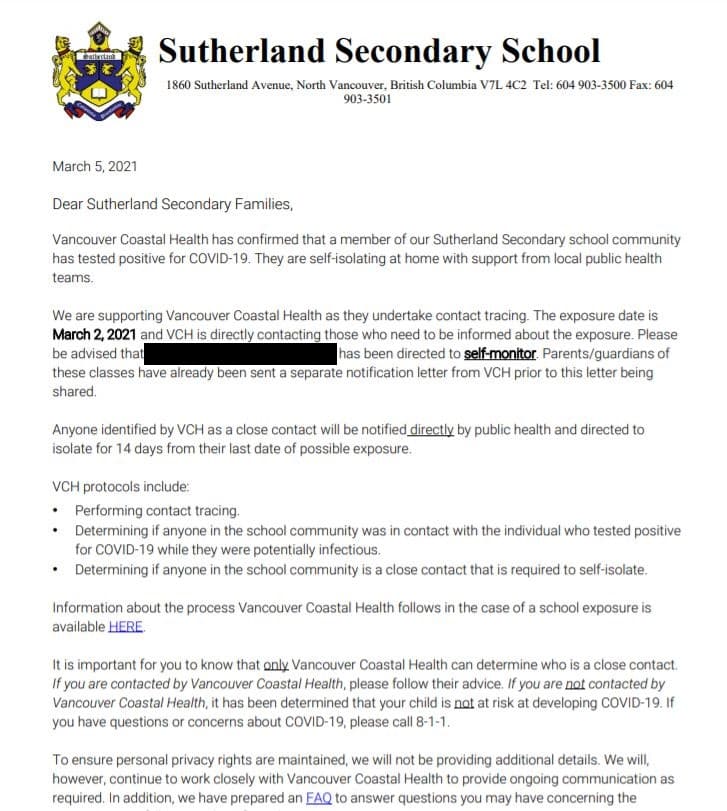 Sutherland
Sutherland Secondary School
1860 Sutherland Avenue, North Vancouver, British Columbia V7L 4C2 Tel: 604 903-3500 Fax: 604
903-3501
March 5, 2021
Dear Sutherland Secondary Families,
Vancouver Coastal Health has confirmed that a member of our Sutherland Secondary school community
has tested positive for COVID-19. They are self-isolating at home with support from local public health
teams.
We are supporting Vancouver Coastal Health as they undertake contact tracing. The exposure date is
March 2, 2021 and VCH is directly contacting those who need to be informed about the exposure. Please
be advised that has been directed to self-monitor. Parents/guardians of
these classes have already been sent a separate notification letter from VCH prior to this letter being
shared.
Anyone identified by VCH as a close contact will be notified directly by public health and directed to
isolate for 14 days from their last date of possible exposure.
VCH protocols include:
• Performing contact tracing.
• Determining if anyone in the school community was in contact with the individual who tested positive
for COVID-19 while they were potentially infectious.
• Determining if anyone in the school community is a close contact that is required to self-isolate.
Information about the process Vancouver Coastal Health follows in the case of a school exposure is
available HERE.
It is important for you to know that only Vancouver Coastal Health can determine who is a close contact.
If you are contacted by Vancouver Coastal Health, please follow their advice. If you are not contacted by
Vancouver Coastal Health, it has been determined that your child is not at risk at developing COVID-19. If
you have questions or concerns about COVID-19, please call 8-1-1.
To ensure personal privacy rights are maintained, we will not be providing additional details. We will,
however, continue to work closely with Vancouver Coastal Health to provide ongoing communication as
required. In addition, we have prepared an FAQ to answer questions you may have concerning the